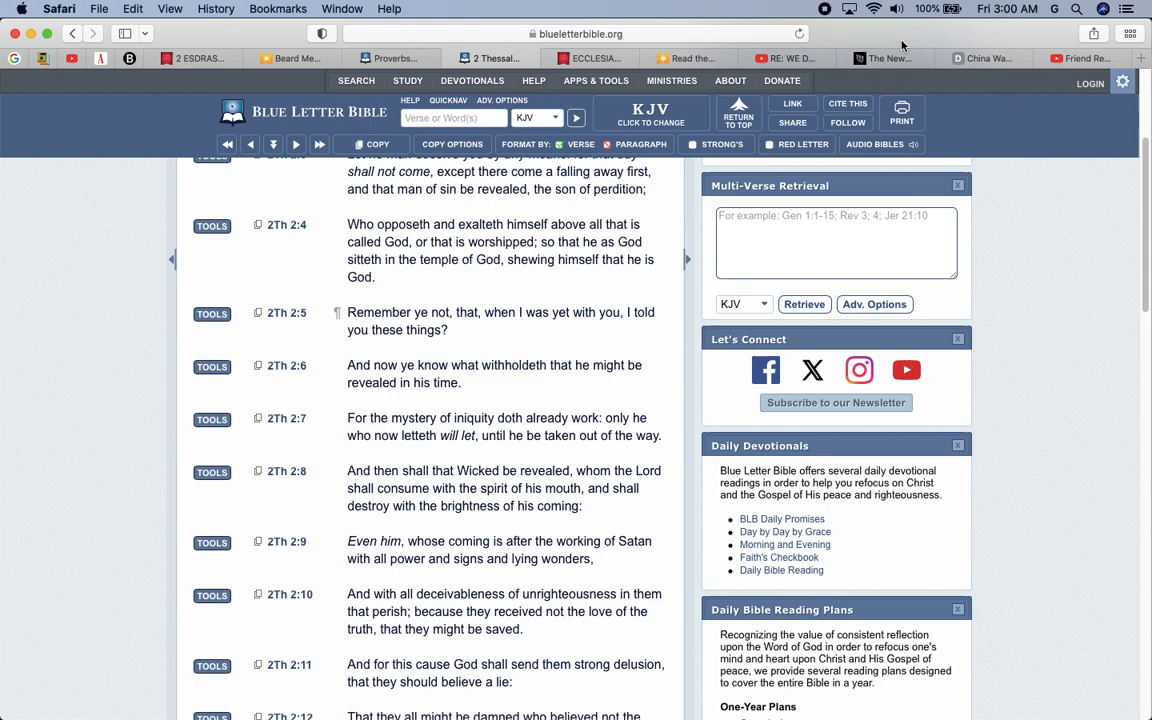 Safari File Edit View History Bookmarks Window Help 100% Fri 3:00 AM G
blueletterbible.org
2 ESDRAS... Beard Me... Proverbs... 2 Thessal... ECCLESIA... Read the... RE: WE D... The New... China Wa... Friend Re...
SEARCH STUDY DEVOTIONALS HELP APPS & TOOLS MINISTRIES ABOUT DONATE LOGIN
BLUE LETTER BIBLE
HELP QUICKNAV ADV. OPTIONS
Verse or Word(s) KJV
KJV
CLICK TO CHANGE
RETURN
TO TOP
LINK CITE THIS
SHARE FOLLOW
PRINT
COPY COPY OPTIONS FORMAT BY: VERSE PARAGRAPH STRONG'S RED LETTER AUDIO BIBLES
shall not come, except there come a falling away first,
and that man of sin be revealed, the son of perdition;
TOOLS 2Th 2:4 Who opposeth and exalteth himself above all that is
called God, or that is worshipped; so that he as God
sitteth in the temple of God, shewing himself that he is
God.
TOOLS 2Th 2:5 ¶ Remember ye not, that, when I was yet with you, I told
you these things?
TOOLS 2Th 2:6 And now ye know what withholdeth that he might be
revealed in his time.
TOOLS 2Th 2:7 For the mystery of iniquity doth already work: only he
who now letteth will let, until he be taken out of the way.
TOOLS 2Th 2:8 And then shall that Wicked be revealed, whom the Lord
shall consume with the spirit of his mouth, and shall
destroy with the brightness of his coming:
TOOLS 2Th 2:9 Even him, whose coming is after the working of Satan
with all power and signs and lying wonders,
TOOLS 2Th 2:10 And with all deceivableness of unrighteousness in them
that perish; because they received not the love of the
truth, that they might be saved.
TOOLS 2Th 2:11 And for this cause God shall send them strong delusion,
that they should believe a lie:
TOOLS 2Th 2:12 That they all might be damned who believed not the
Multi-Verse Retrieval
For example: Gen 1:1-15; Rev 3; 4; Jer 21:10
KJV Retrieve Adv. Options
Let's Connect
Subscribe to our Newsletter
Daily Devotionals
Blue Letter Bible offers several daily devotional
readings in order to help you refocus on Christ
and the Gospel of His peace and righteousness.
BLB Daily Promises
Day by Day by Grace
Morning and Evening
Faith's Checkbook
Daily Bible Reading
Daily Bible Reading Plans
Recognizing the value of consistent reflection
upon the Word of God in order to refocus one's
mind and heart upon Christ and His Gospel of
peace, we provide several reading plans designed
to cover the entire Bible in a year.
One-Year Plans